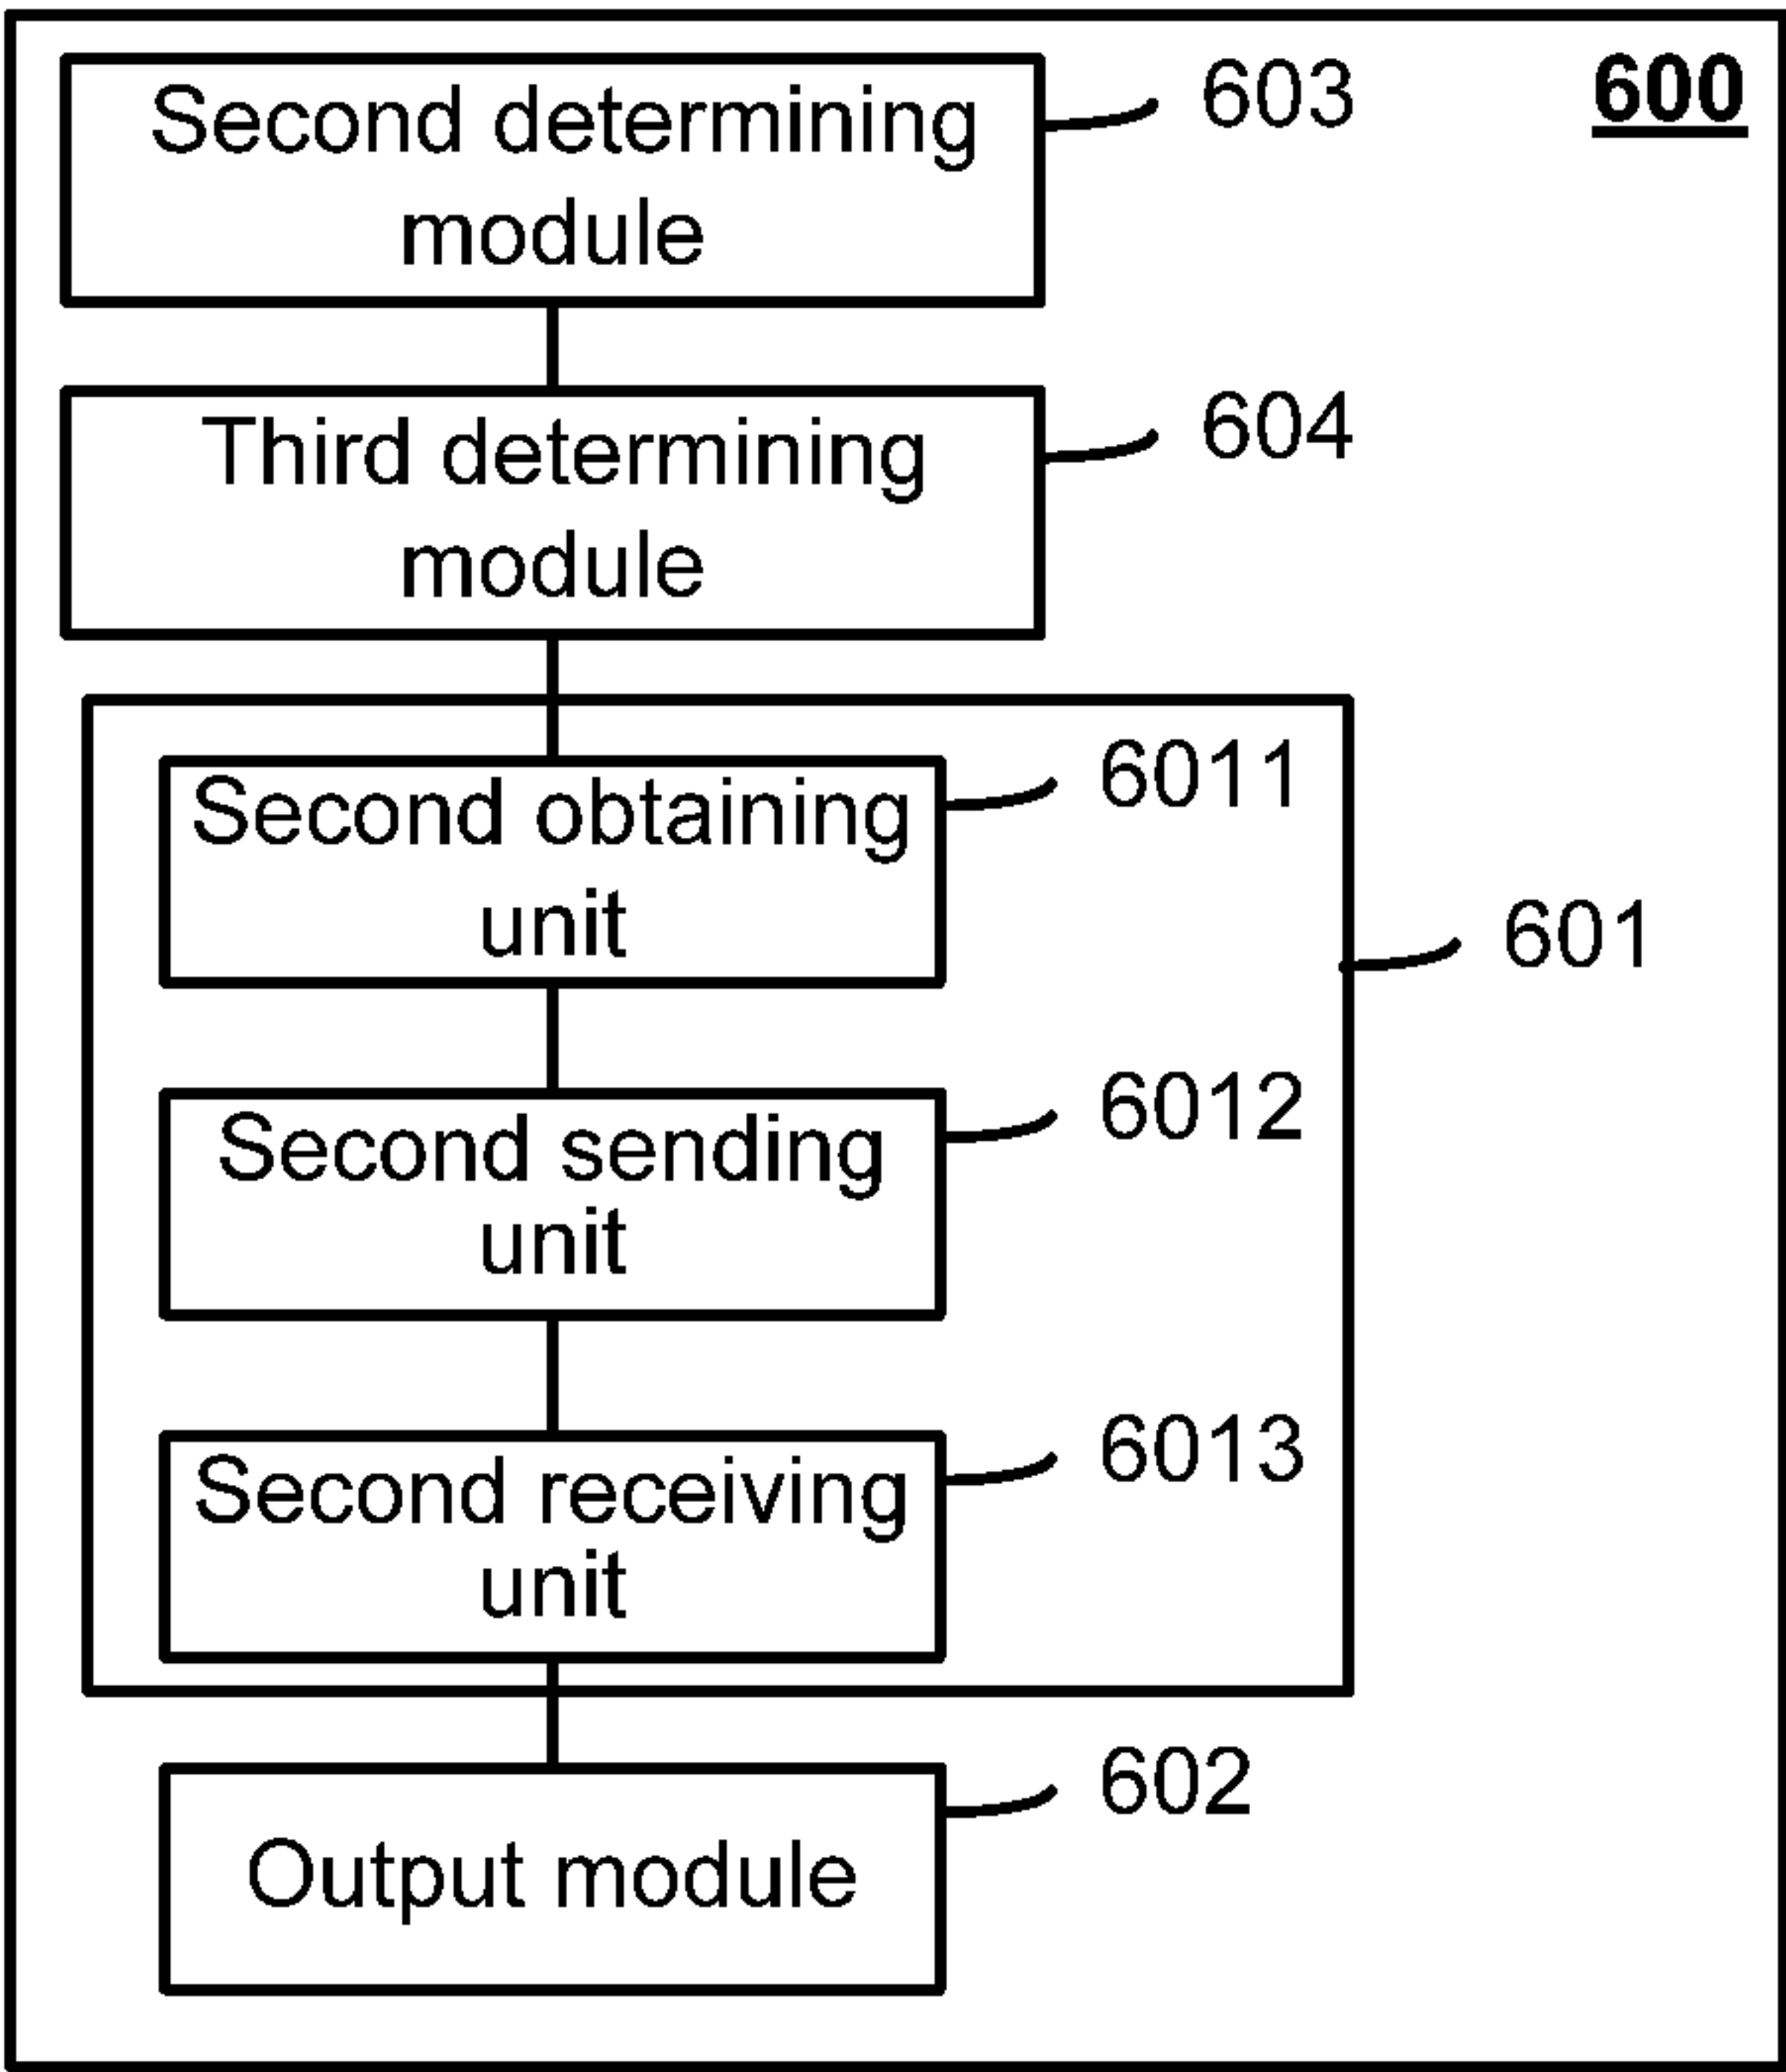 600
Second determining
module
603
Third determining
module
604
Second obtaining
unit
6011
601
Second sending
unit
6012
Second receiving
unit
6013
Output module
602